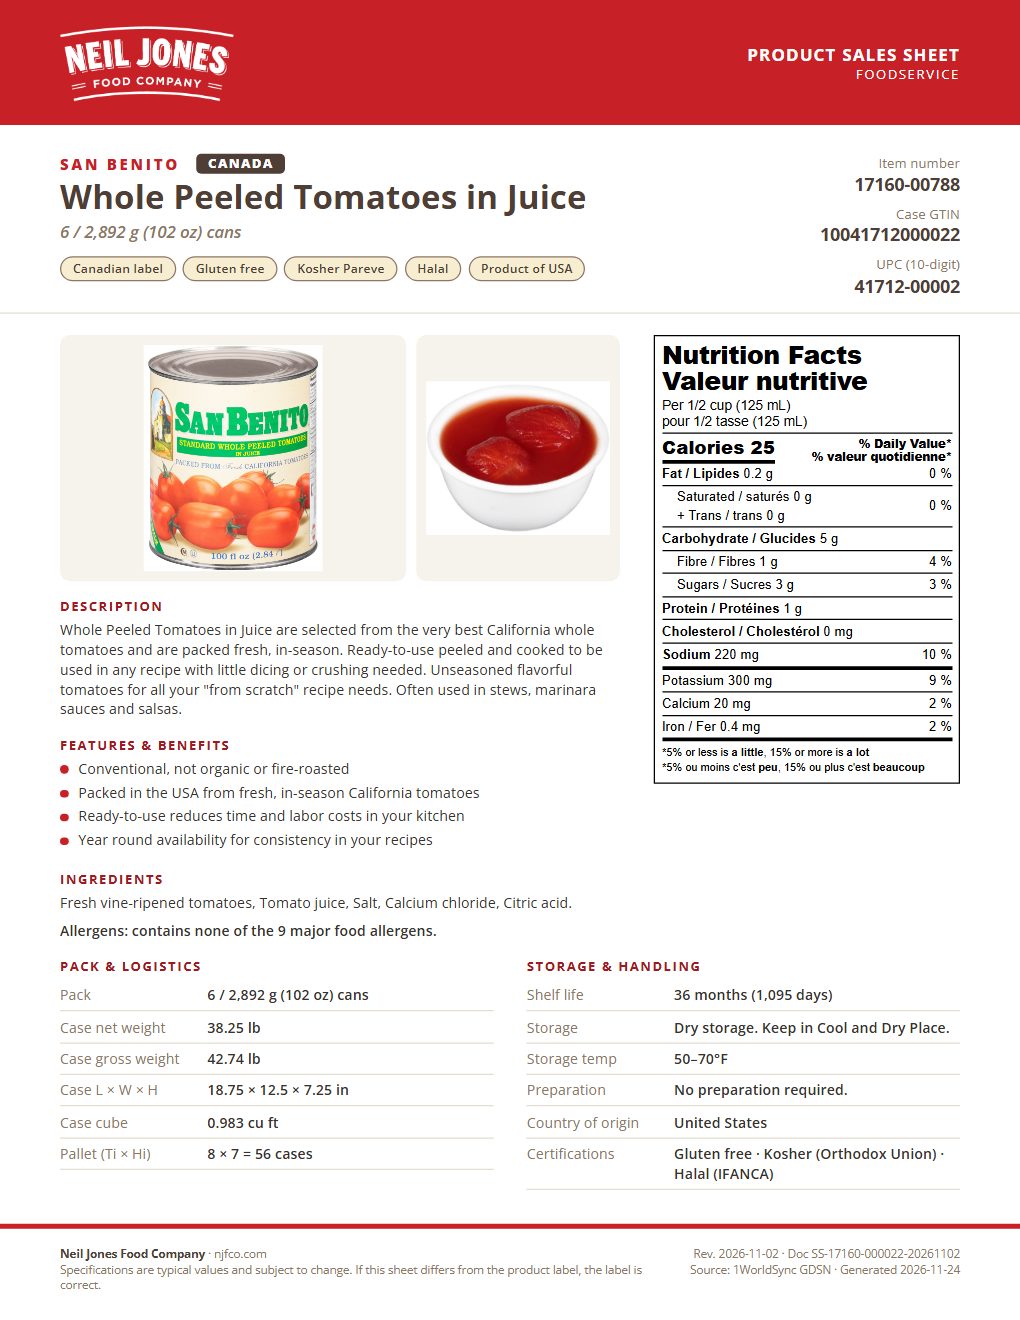 NEIL JONES
FOOD COMPANY
PRODUCT SALES SHEET
FOODSERVICE
SAN BENITO CANADA
Whole Peeled Tomatoes in Juice
6 / 2,892 g (102 oz) cans
Canadian label Gluten free Kosher Pareve Halal Product of USA
Item number
17160-00788
Case GTIN
10041712000022
UPC (10-digit)
41712-00002
SAN BENITO
STANDARD WHOLE PEELED TOMATOES
IN JUICE
PACKED FROM Fresh CALIFORNIA TOMATOES
100 fl oz (2.84 l)
Nutrition Facts
Valeur nutritive
Per 1/2 cup (125 mL)
pour 1/2 tasse (125 mL)
Calories 25
% Daily Value*
% valeur quotidienne*
Fat / Lipides 0.2 g 0 %
Saturated / saturés 0 g
+ Trans / trans 0 g 0 %
Carbohydrate / Glucides 5 g
Fibre / Fibres 1 g 4 %
Sugars / Sucres 3 g 3 %
Protein / Protéines 1 g
Cholesterol / Cholestérol 0 mg
Sodium 220 mg 10 %
Potassium 300 mg 9 %
Calcium 20 mg 2 %
Iron / Fer 0.4 mg 2 %
*5% or less is a little, 15% or more is a lot
*5% ou moins c'est peu, 15% ou plus c'est beaucoup
DESCRIPTION
Whole Peeled Tomatoes in Juice are selected from the very best California whole
tomatoes and are packed fresh, in-season. Ready-to-use peeled and cooked to be
used in any recipe with little dicing or crushing needed. Unseasoned flavorful
tomatoes for all your "from scratch" recipe needs. Often used in stews, marinara
sauces and salsas.
FEATURES & BENEFITS
Conventional, not organic or fire-roasted
Packed in the USA from fresh, in-season California tomatoes
Ready-to-use reduces time and labor costs in your kitchen
Year round availability for consistency in your recipes
INGREDIENTS
Fresh vine-ripened tomatoes, Tomato juice, Salt, Calcium chloride, Citric acid.
Allergens: contains none of the 9 major food allergens.
PACK & LOGISTICS
Pack 6 / 2,892 g (102 oz) cans
Case net weight 38.25 lb
Case gross weight 42.74 lb
Case L × W × H 18.75 × 12.5 × 7.25 in
Case cube 0.983 cu ft
Pallet (Ti × Hi) 8 × 7 = 56 cases
STORAGE & HANDLING
Shelf life 36 months (1,095 days)
Storage Dry storage. Keep in Cool and Dry Place.
Storage temp 50–70°F
Preparation No preparation required.
Country of origin United States
Certifications Gluten free · Kosher (Orthodox Union) ·
Halal (IFANCA)
Neil Jones Food Company · njfco.com
Specifications are typical values and subject to change. If this sheet differs from the product label, the label is
correct.
Rev. 2026-11-02 · Doc SS-17160-000022-20261102
Source: 1WorldSync GDSN · Generated 2026-11-24